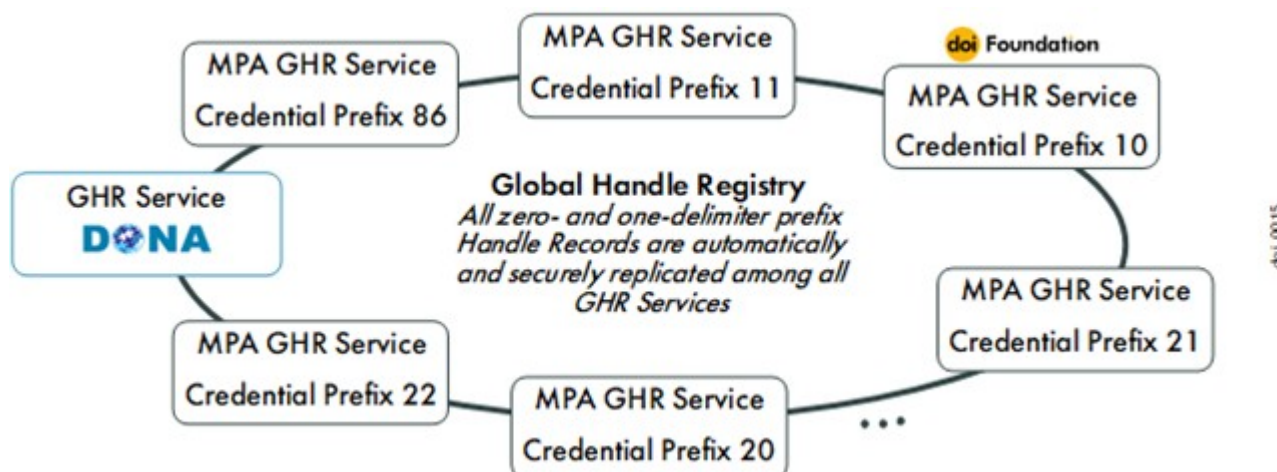 MPA GHR Service
Credential Prefix 11
doi Foundation
MPA GHR Service
Credential Prefix 86
MPA GHR Service
Credential Prefix 10
GHR Service
DONA
Global Handle Registry
All zero- and one-delimiter prefix
Handle Records are automatically
and securely replicated among all
GHR Services
MPA GHR Service
Credential Prefix 21
MPA GHR Service
Credential Prefix 22
MPA GHR Service
Credential Prefix 20
...